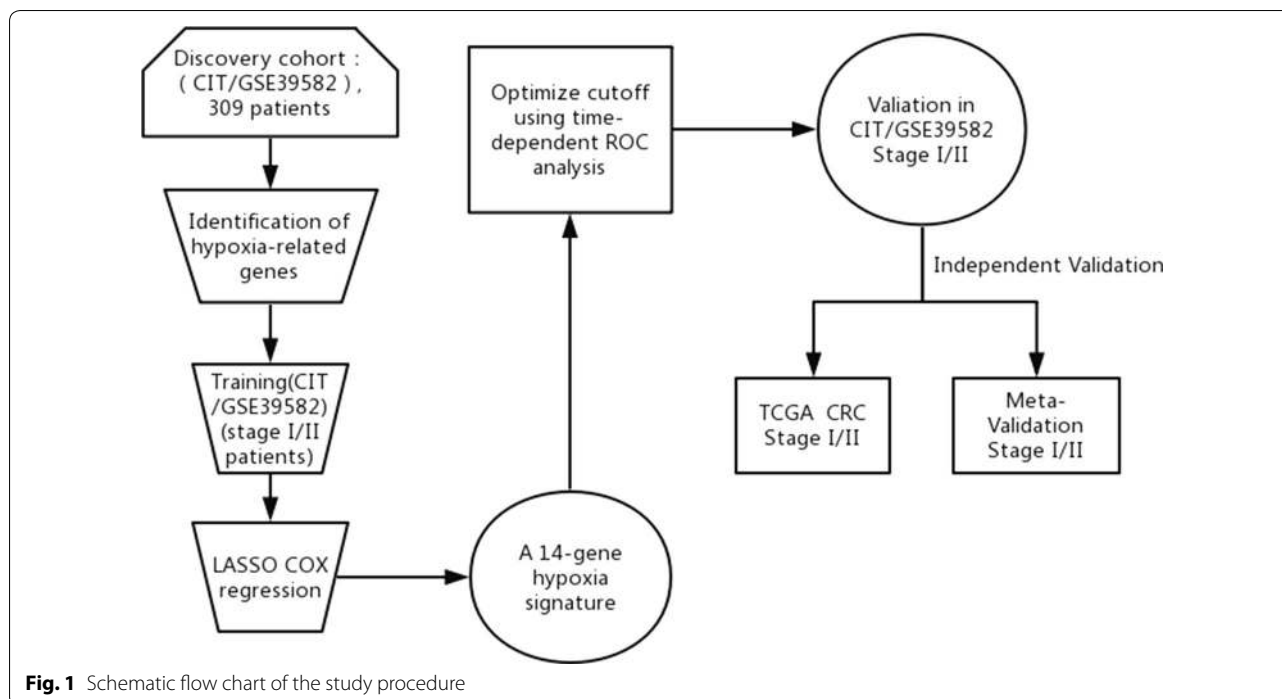 Discovery cohort :
( CIT/GSE39582 ) ,
309 patients
Identification of
hypoxia-related
genes
Training(CIT
/GSE39582)
(stage I/II
patients)
LASSO COX
regression
A 14-gene
hypoxia
signature
Optimize cutoff
using time-
dependent ROC
analysis
Valiation in
CIT/GSE39582
Stage I/II
Independent Validation
TCGA CRC
Stage I/II
Meta-
Validation
Stage I/II
Fig. 1 Schematic flow chart of the study procedure